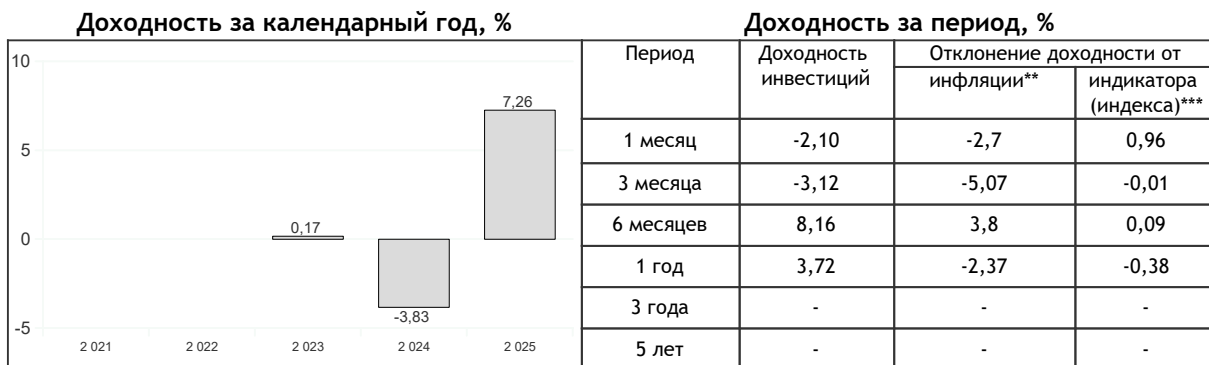 Доходность за календарный год, %
10
5
0
-5
0,17
-3,83
7,26
2 021 2 022 2 023 2 024 2 025
Доходность за период, %
Период Доходность инвестиций Отклонение доходности от
инфляции** индикатора (индекса)***
1 месяц -2,10 -2,7 0,96
3 месяца -3,12 -5,07 -0,01
6 месяцев 8,16 3,8 0,09
1 год 3,72 -2,37 -0,38
3 года - - -
5 лет - - -